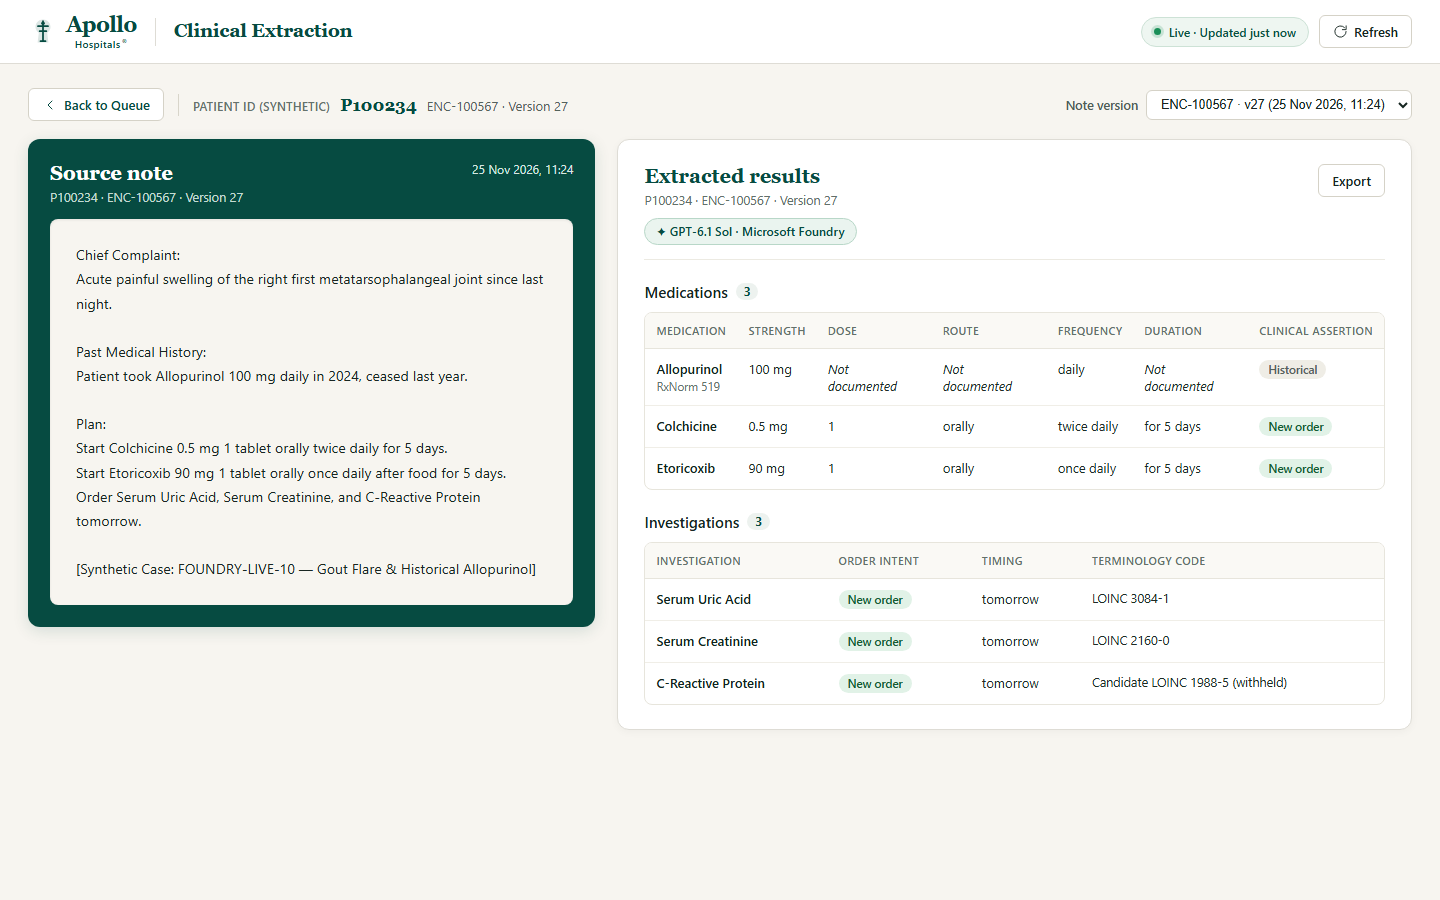 Apollo
Hospitals®
Clinical Extraction
Live · Updated just now
Refresh
Back to Queue
PATIENT ID (SYNTHETIC) P100234 ENC-100567 · Version 27
Note version
ENC-100567 · v27 (25 Nov 2026, 11:24)
Source note
25 Nov 2026, 11:24
P100234 · ENC-100567 · Version 27
Chief Complaint:
Acute painful swelling of the right first metatarsophalangeal joint since last
night.
Past Medical History:
Patient took Allopurinol 100 mg daily in 2024, ceased last year.
Plan:
Start Colchicine 0.5 mg 1 tablet orally twice daily for 5 days.
Start Etoricoxib 90 mg 1 tablet orally once daily after food for 5 days.
Order Serum Uric Acid, Serum Creatinine, and C-Reactive Protein
tomorrow.
[Synthetic Case: FOUNDRY-LIVE-10 — Gout Flare & Historical Allopurinol]
Extracted results
Export
P100234 · ENC-100567 · Version 27
✦ GPT-6.1 Sol · Microsoft Foundry
Medications 3
MEDICATION STRENGTH DOSE ROUTE FREQUENCY DURATION CLINICAL ASSERTION
Allopurinol 100 mg Not documented Not documented daily Not documented Historical
RxNorm 519
Colchicine 0.5 mg 1 orally twice daily for 5 days New order
Etoricoxib 90 mg 1 orally once daily for 5 days New order
Investigations 3
INVESTIGATION ORDER INTENT TIMING TERMINOLOGY CODE
Serum Uric Acid New order tomorrow LOINC 3084-1
Serum Creatinine New order tomorrow LOINC 2160-0
C-Reactive Protein New order tomorrow Candidate LOINC 1988-5 (withheld)